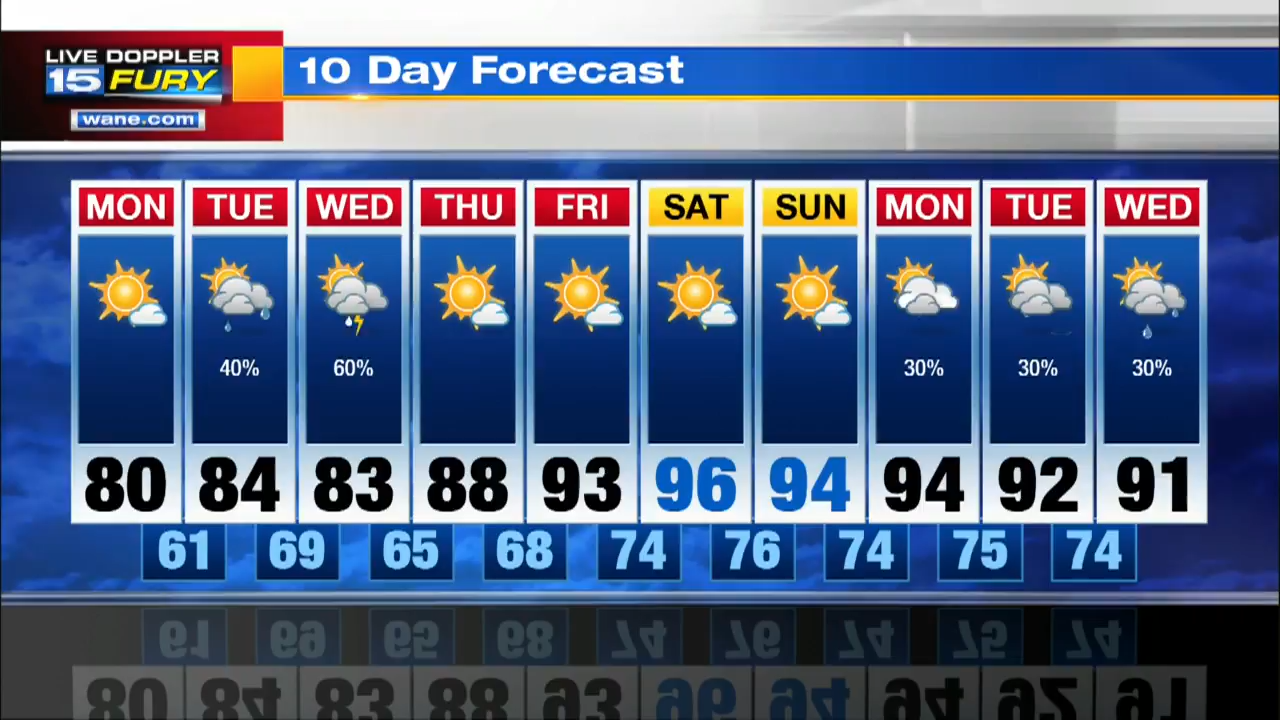 LIVE DOPPLER
15 FURY
wane.com
10 Day Forecast
MON TUE WED THU FRI SAT SUN MON TUE WED
40% 60% 30% 30% 30%
80 84 83 88 93 96 94 94 92 91
61 69 65 68 74 76 74 75 74